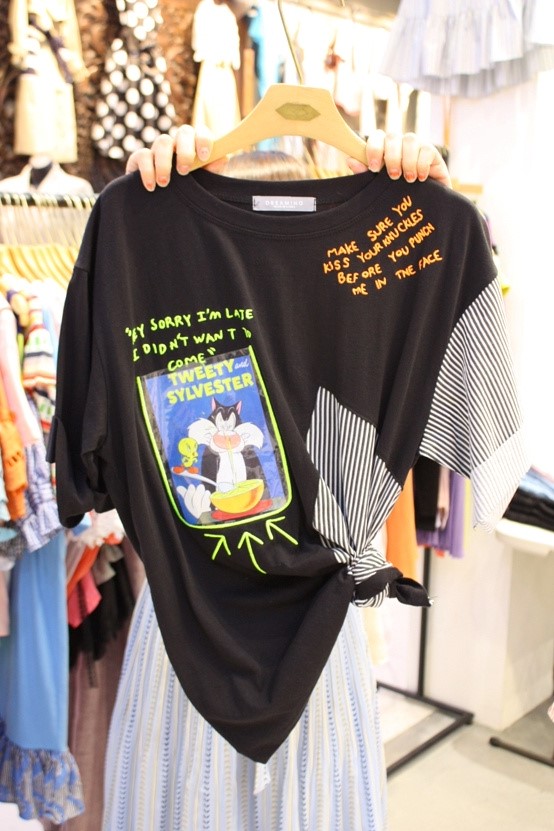 MAKE SURE YOU
KISS YOUR KNUCKLES
BEFORE YOU PUNCH
ME IN THE FACE
"HEY SORRY I'M LATE
I DIDN'T WANT TO
COME"
TWEETY and
SYLVESTER